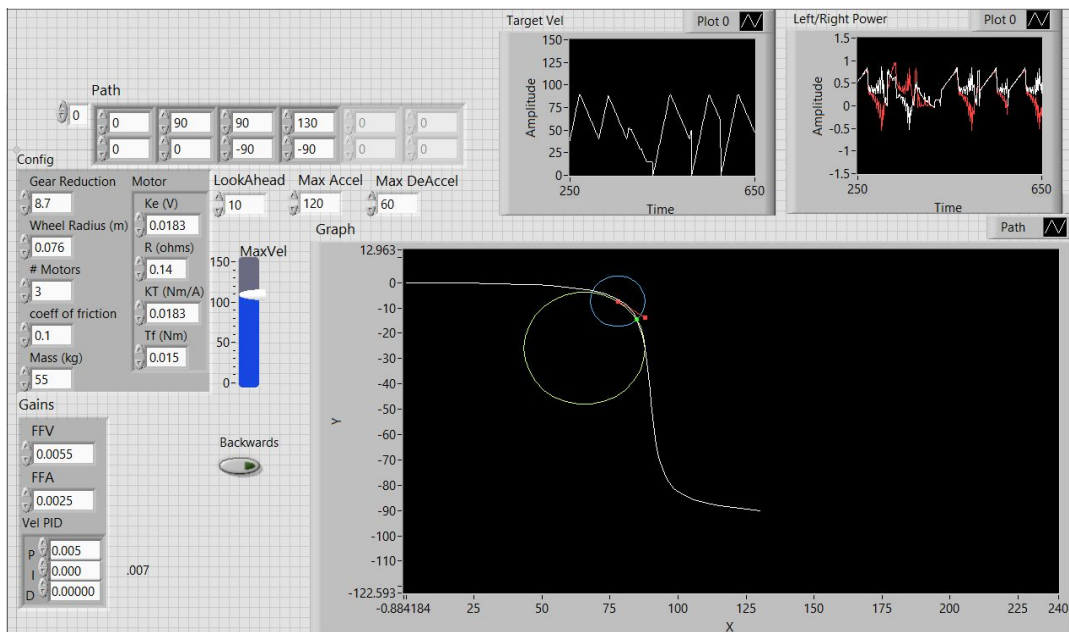 Target Vel
Plot 0
150
125
100
75
50
25
0
Amplitude
250
650
Time
Left/Right Power
Plot 0
1.5
1
0.5
0
-0.5
-1
-1.5
Amplitude
250
650
Time
Path
0
0 90 90 130 0 0
0 0 -90 -90 0 0
Config
Gear Reduction
8.7
Wheel Radius (m)
0.076
# Motors
3
coeff of friction
0.1
Mass (kg)
55
Motor
Ke (V)
0.0183
R (ohms)
0.14
KT (Nm/A)
0.0183
Tf (Nm)
0.015
LookAhead
10
Max Accel
120
Max DeAccel
60
MaxVel
150
100
50
0
Gains
FFV
0.0055
FFA
0.0025
Vel PID
P 0.005
I 0.000
D 0.00000
.007
Backwards
Graph
Path
12.963
0
-10
-20
-30
-40
-50
-60
-70
-80
-90
-100
-110
-122.593
Y
-0.884184 25 50 75 100 125 150 175 200 225 240
X